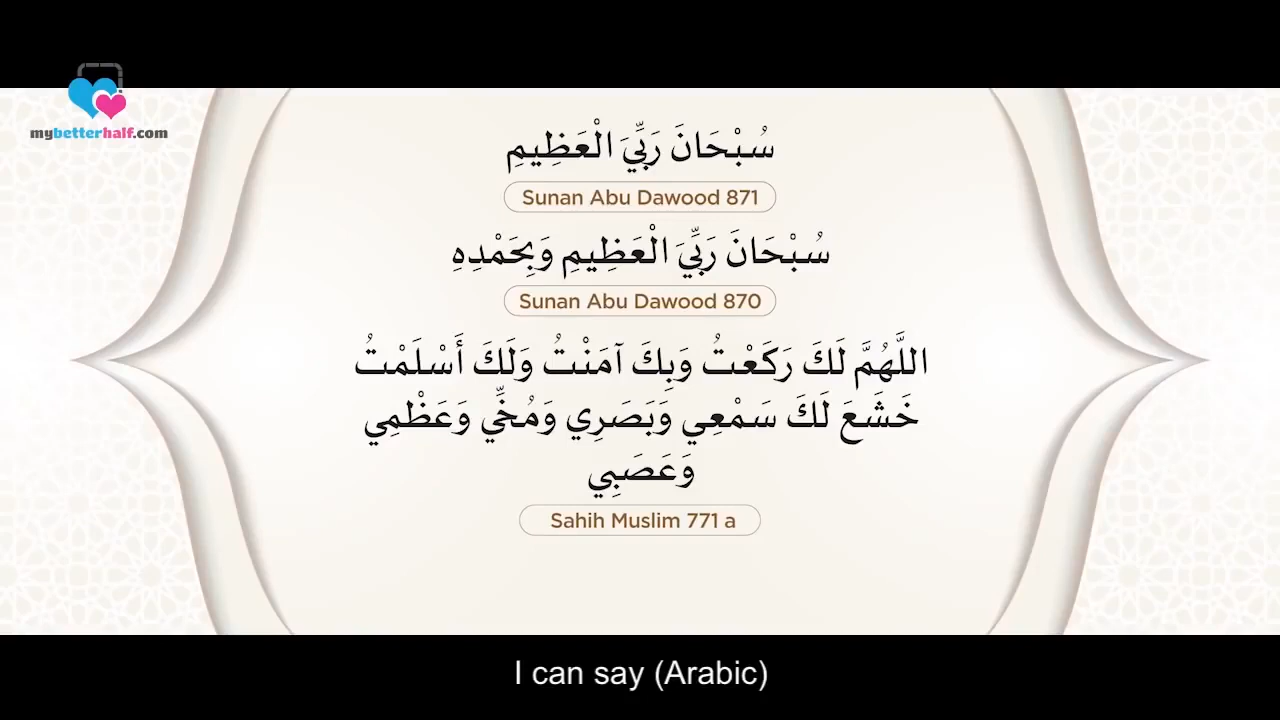 mybetterhalf.com
سُبْحَانَ رَبِّيَ الْعَظِيمِ
Sunan Abu Dawood 871
سُبْحَانَ رَبِّيَ الْعَظِيمِ وَبِحَمْدِهِ
Sunan Abu Dawood 870
اللَّهُمَّ لَكَ رَكَعْتُ وَبِكَ آمَنْتُ وَلَكَ أَسْلَمْتُ
خَشَعَ لَكَ سَمْعِي وَبَصَرِي وَمُخِّي وَعَظْمِي
وَعَصَبِي
Sahih Muslim 771 a
I can say (Arabic)